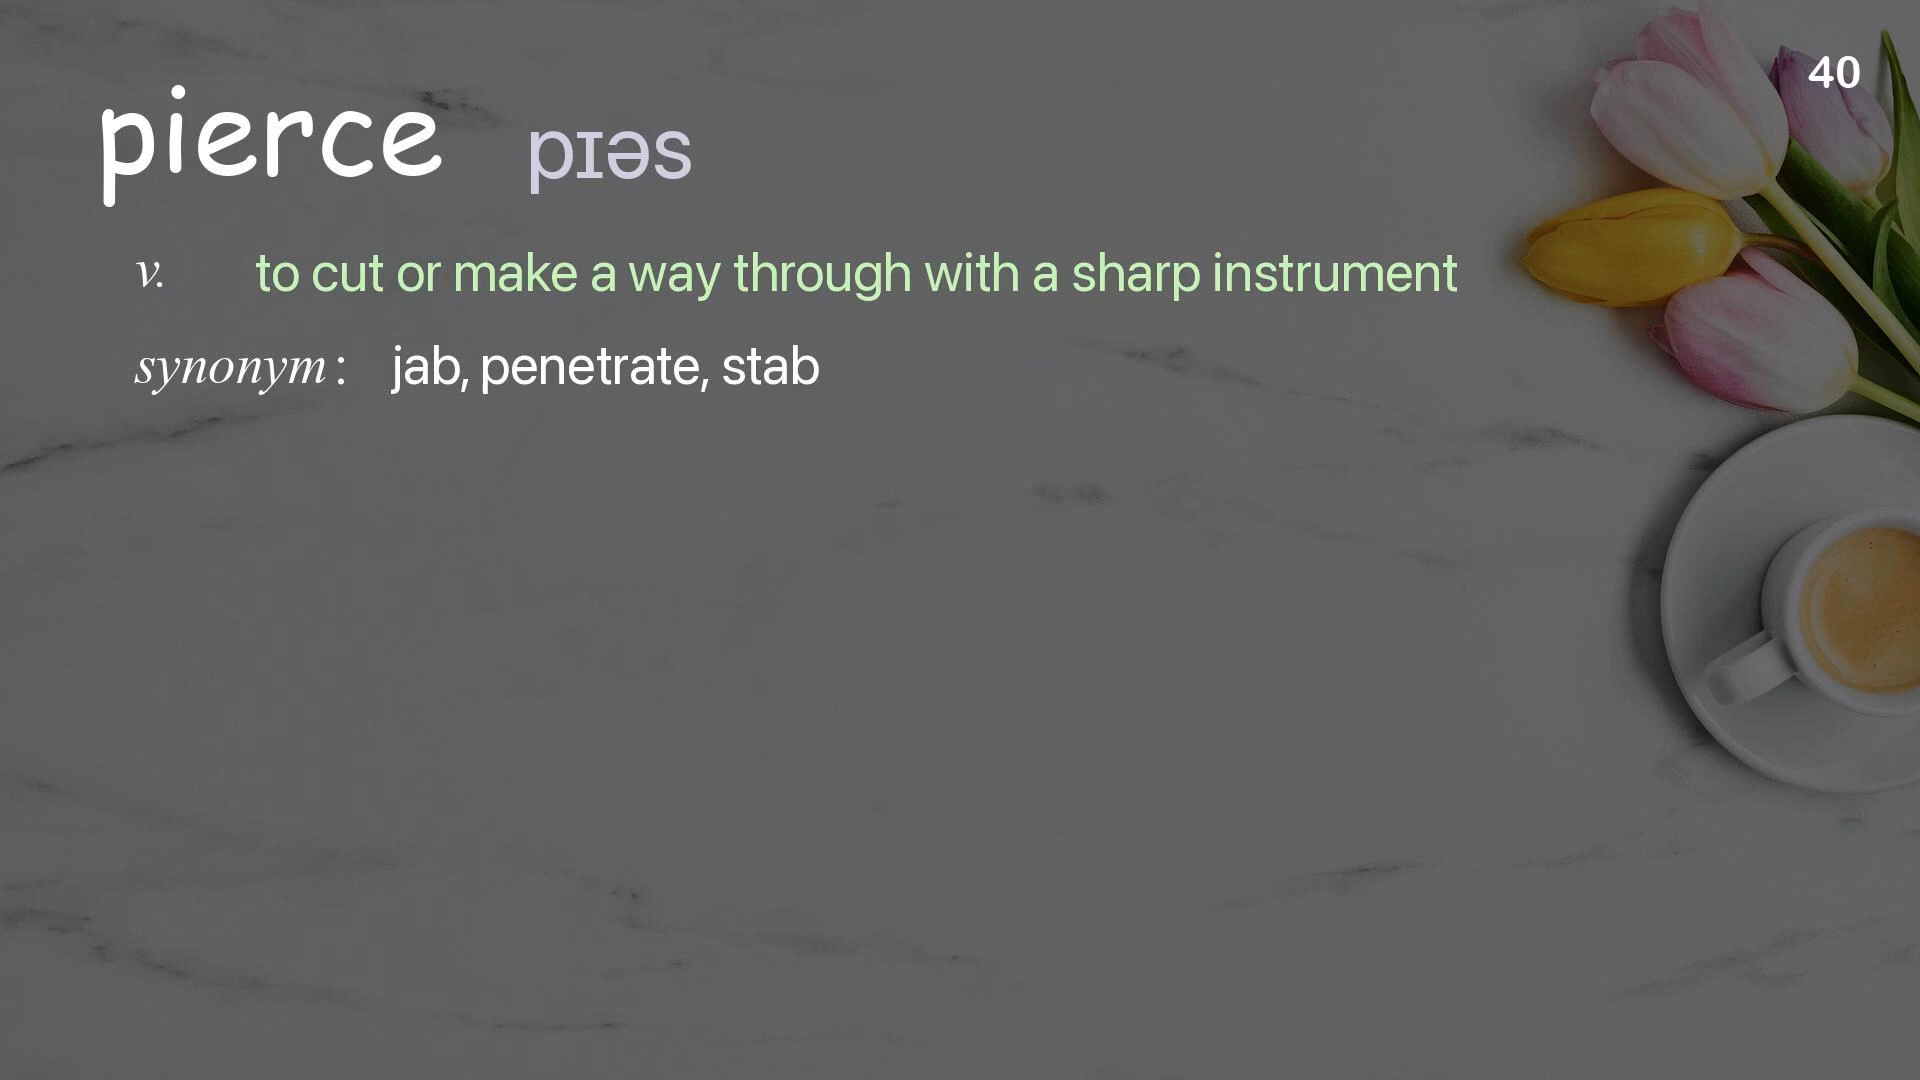 40
pierce pɪəs
v. to cut or make a way through with a sharp instrument
synonym: jab, penetrate, stab